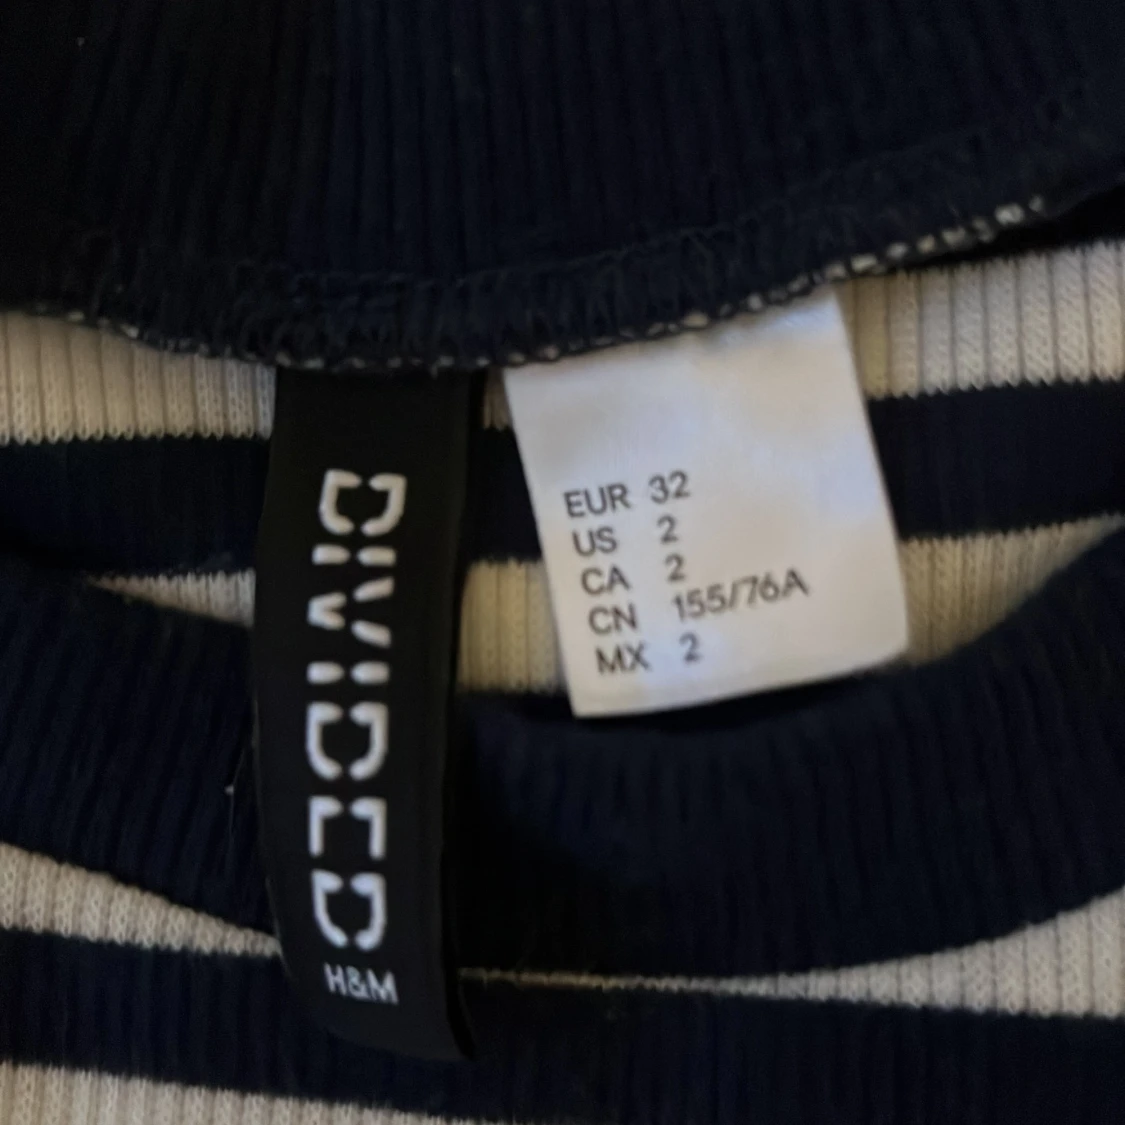 DIVIDED
H&M
EUR 32
US 2
CA 2
CN 155/76A
MX 2